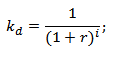 k_d = 1 / (1 + r)^i;